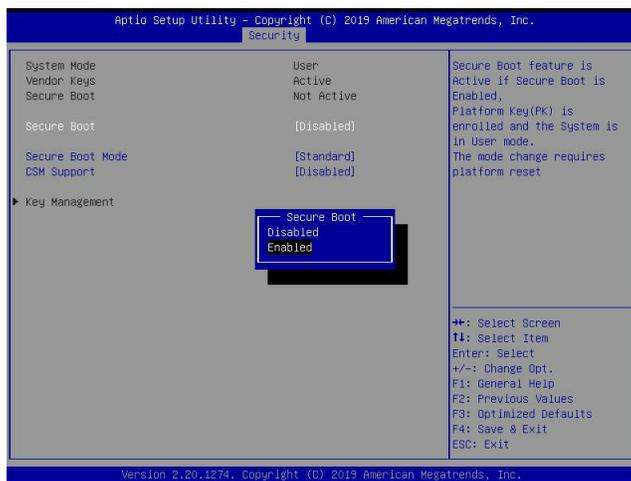 Aptio Setup Utility – Copyright (C) 2019 American Megatrends, Inc.
Security
System Mode User
Vendor Keys Active
Secure Boot Not Active
Secure Boot [Disabled]
Secure Boot Mode [Standard]
CSM Support [Disabled]
Key Management
Secure Boot
Disabled
Enabled
Secure Boot feature is
Active if Secure Boot is
Enabled,
Platform Key(PK) is
enrolled and the System is
in User mode.
The mode change requires
platform reset
→←: Select Screen
↑↓: Select Item
Enter: Select
+/-: Change Opt.
F1: General Help
F2: Previous Values
F3: Optimized Defaults
F4: Save & Exit
ESC: Exit
Version 2.20.1274. Copyright (C) 2019 American Megatrends, Inc.